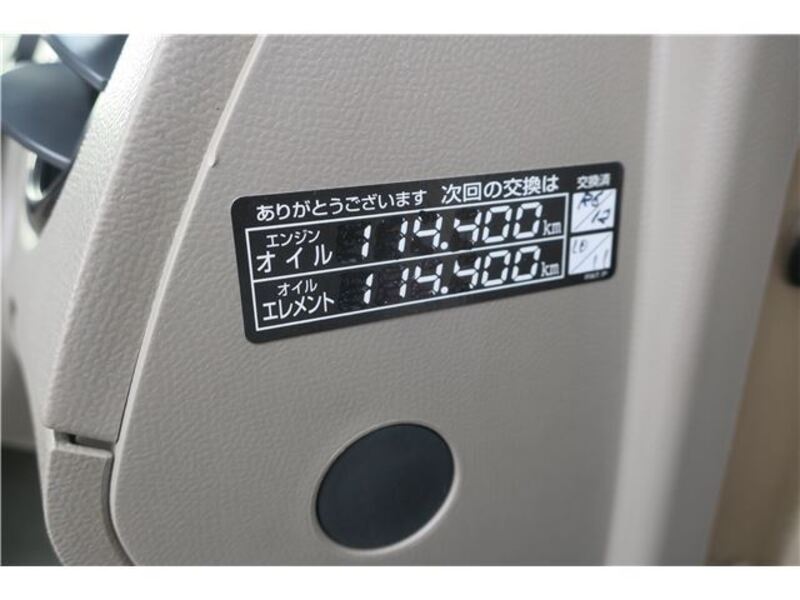 ありがとうございます 次回の交換は 交換済
エンジン
オイル 114.400km
オイル
エレメント 114.400km